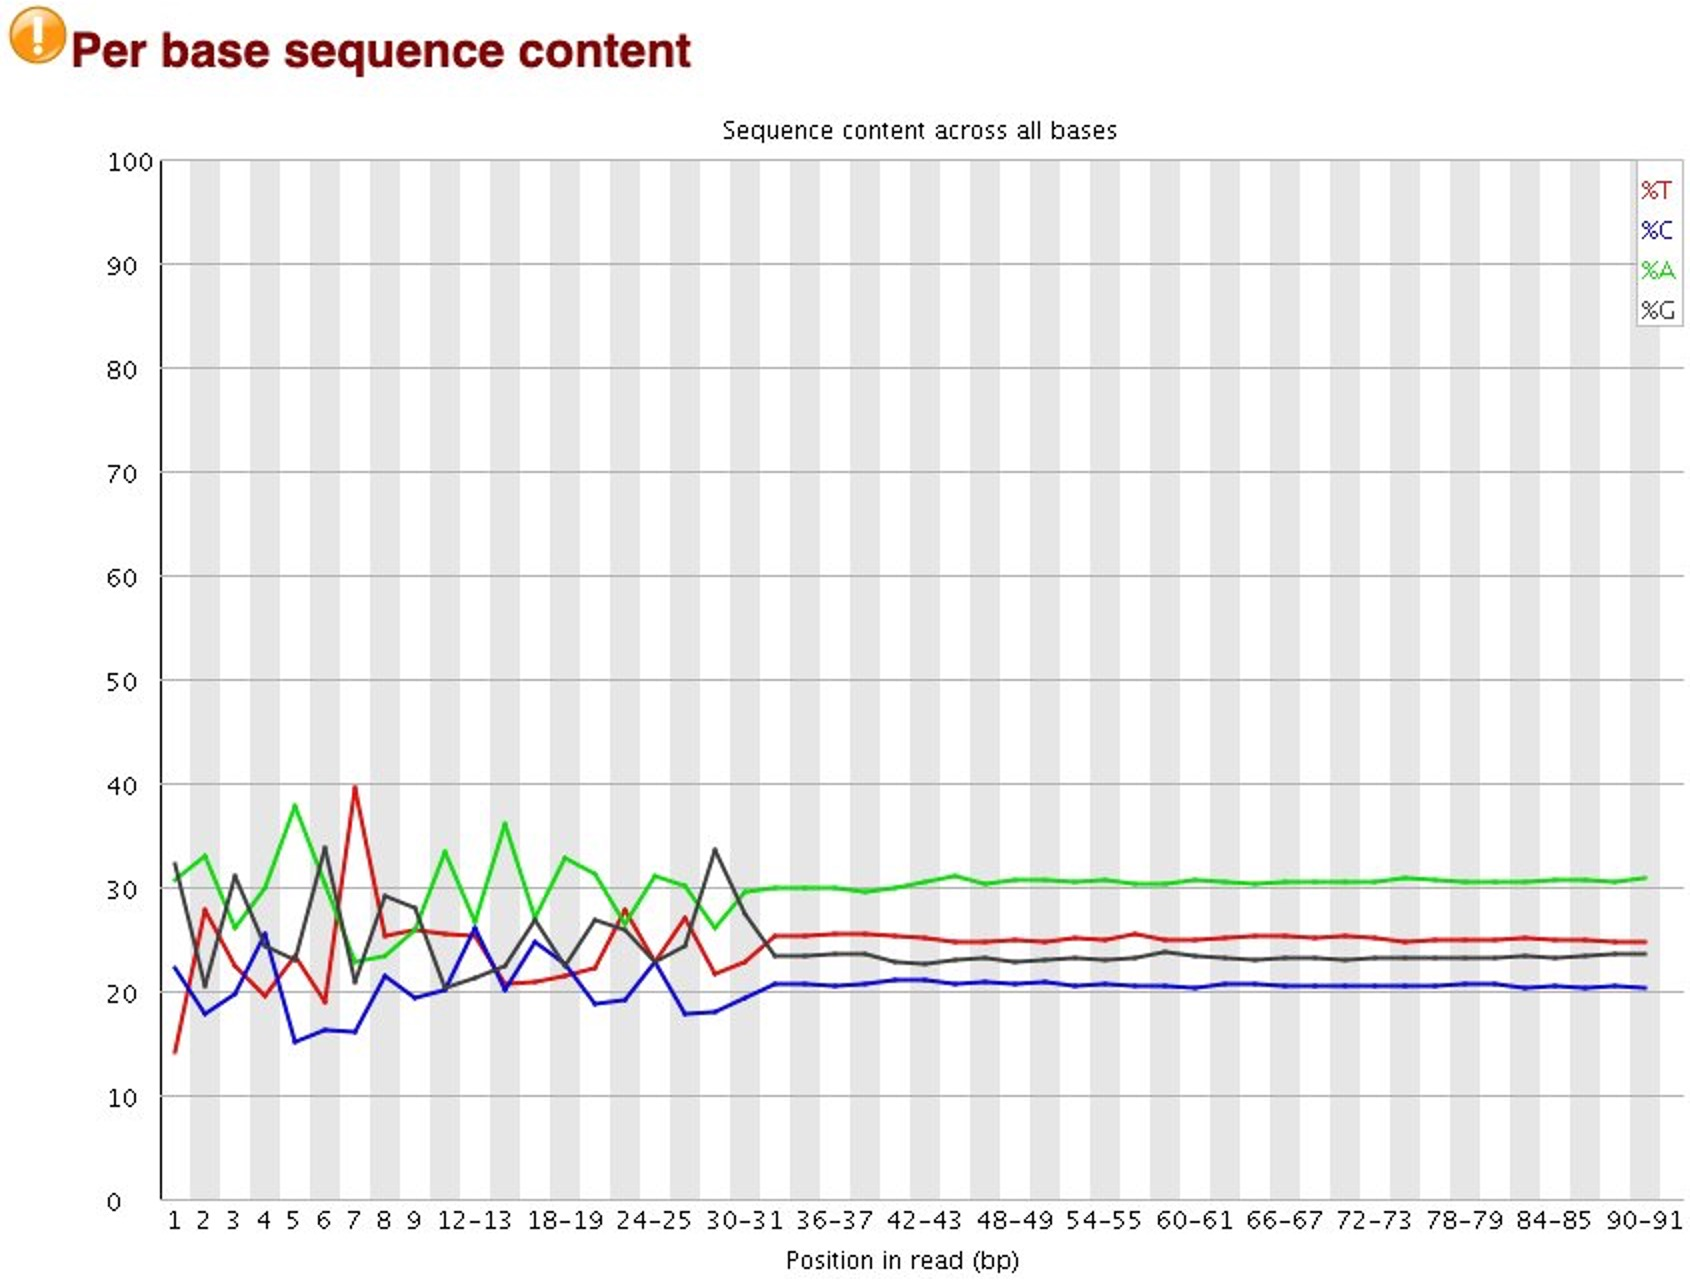 Per base sequence content
Sequence content across all bases
100
90
80
70
60
50
40
30
20
10
0
%T
%C
%A
%G
1 2 3 4 5 6 7 8 9 12-13 18-19 24-25 30-31 36-37 42-43 48-49 54-55 60-61 66-67 72-73 78-79 84-85 90-91
Position in read (bp)